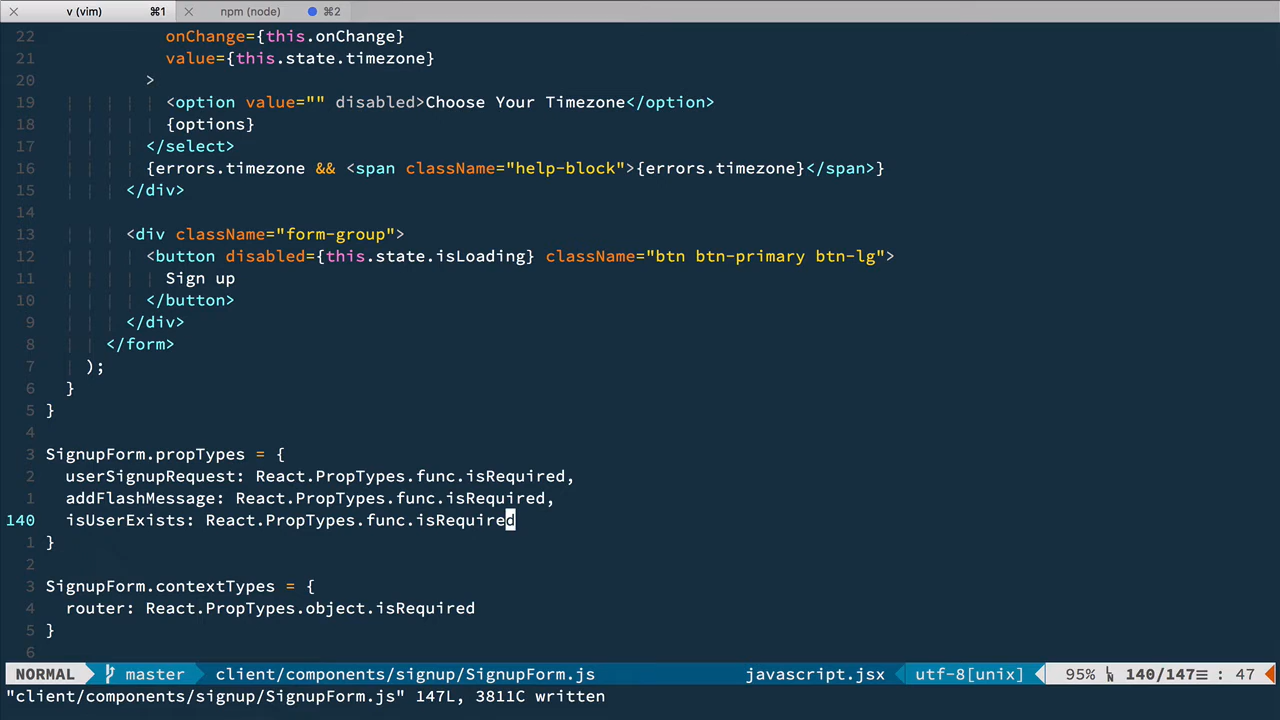 v (vim) ⌘1 npm (node) ⌘2
22 onChange={this.onChange}
21 value={this.state.timezone}
20 >
19 <option value="" disabled>Choose Your Timezone</option>
18 {options}
17 </select>
16 {errors.timezone && <span className="help-block">{errors.timezone}</span>}
15 </div>
14
13 <div className="form-group">
12 <button disabled={this.state.isLoading} className="btn btn-primary btn-lg">
11 Sign up
10 </button>
9 </div>
8 </form>
7 );
6 }
5 }
4
3 SignupForm.propTypes = {
2 userSignupRequest: React.PropTypes.func.isRequired,
1 addFlashMessage: React.PropTypes.func.isRequired,
140 isUserExists: React.PropTypes.func.isRequired
1 }
2
3 SignupForm.contextTypes = {
4 router: React.PropTypes.object.isRequired
5 }
6
NORMAL master client/components/signup/SignupForm.js javascript.jsx utf-8[unix] 95% 140/147≡ : 47
"client/components/signup/SignupForm.js" 147L, 3811C written